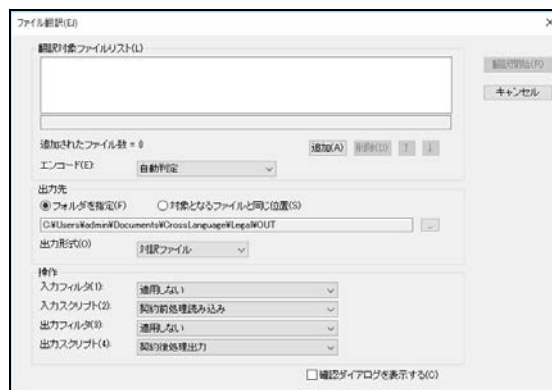 ファイル翻訳(EJ)
翻訳対象ファイルリスト(L)
翻訳開始(P)
キャンセル
追加されたファイル数 = 0
追加(A) 削除(D) ↑ ↓
エンコード(E): 自動判定
出力先
フォルダを指定(F) 対象となるファイルと同じ位置(S)
C:¥Users¥admin¥Documents¥CrossLanguage¥Legal¥OUT ...
出力形式(O) 対訳ファイル
操作
入力フィルタ(1): 適用しない
入力スクリプト(2): 契約前処理読み込み
出力フィルタ(3): 適用しない
出力スクリプト(4): 契約後処理出力
確認ダイアログを表示する(C)